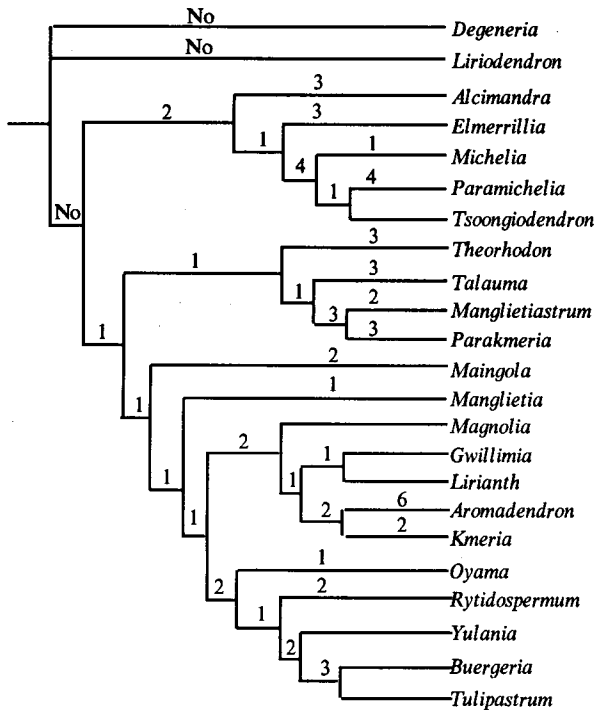 No
Degeneria
No
Liriodendron
3
Alcimandra
2
3
Elmerrillia
1
1
Michelia
4
4
Paramichelia
1
Tsoongiodendron
No
3
Theorhodon
1
3
Talauma
1
2
Manglietiastrum
3
3
Parakmeria
1
2
Maingola
1
1
Manglietia
Magnolia
2
1
Gwillimia
1
1
Lirianth
6
Aromadendron
2
2
Kmeria
1
1
Oyama
2
2
Rytidospermum
1
Yulania
2
3
Buergeria
Tulipastrum